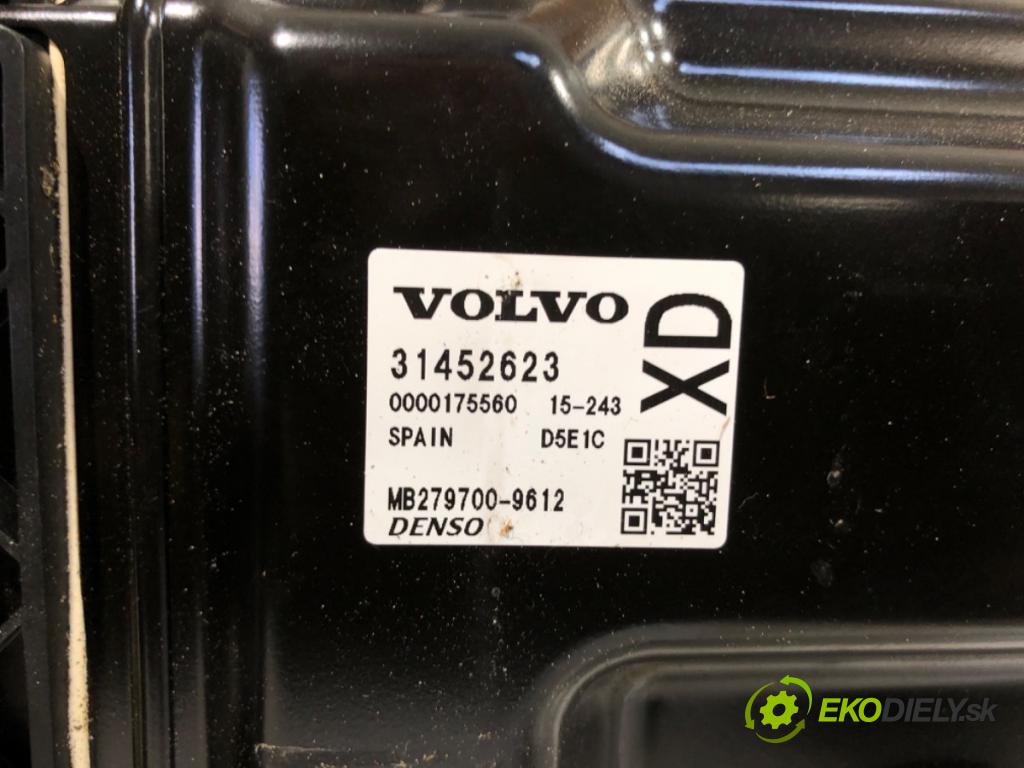 VOLVO
XD
31452623
0000175560 15-243
SPAIN D5E1C
MB279700-9612
DENSO
EKODIELY.sk